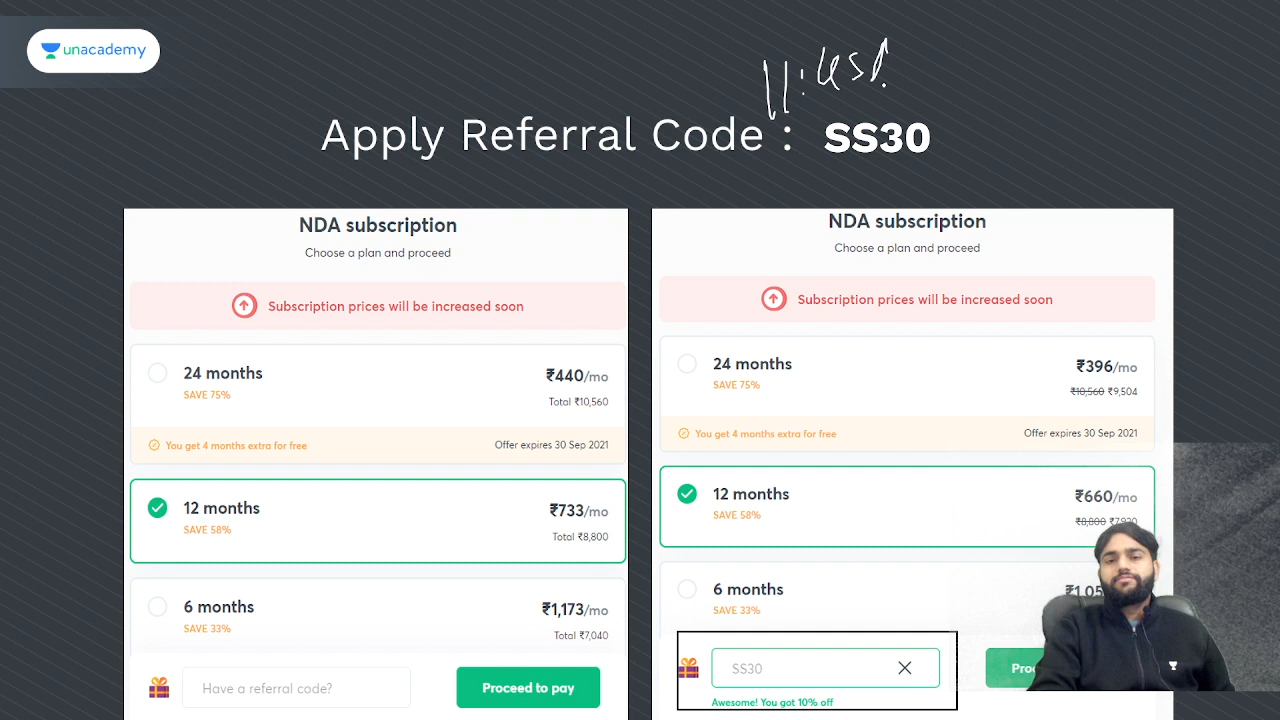 unacademy
Apply Referral Code : SS30
NDA subscription
Choose a plan and proceed
Subscription prices will be increased soon
24 months
₹440/mo
SAVE 75%
Total ₹10,560
You get 4 months extra for free
Offer expires 30 Sep 2021
12 months
₹733/mo
SAVE 58%
Total ₹8,800
6 months
₹1,173/mo
SAVE 33%
Total ₹7,040
Have a referral code?
Proceed to pay
NDA subscription
Choose a plan and proceed
Subscription prices will be increased soon
24 months
₹396/mo
SAVE 75%
₹10,560 ₹9,504
You get 4 months extra for free
Offer expires 30 Sep 2021
12 months
₹660/mo
SAVE 58%
₹8,800
6 months
SAVE 33%
SS30
Awesome! You got 10% off